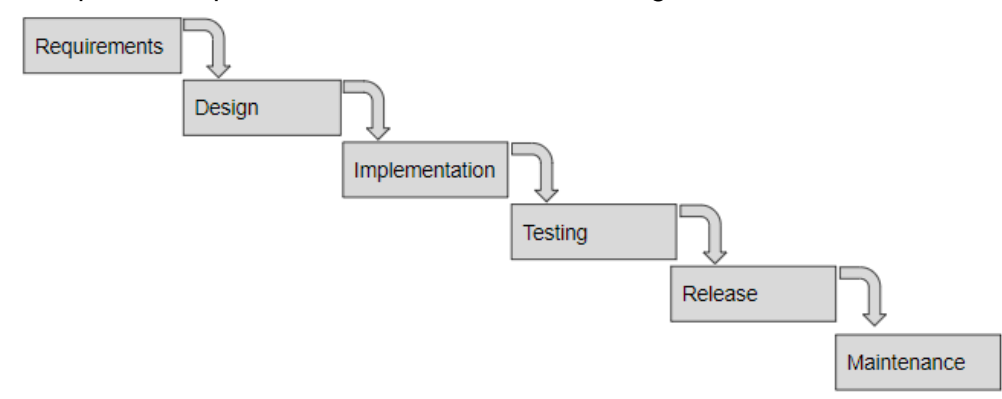 Requirements
Design
Implementation
Testing
Release
Maintenance